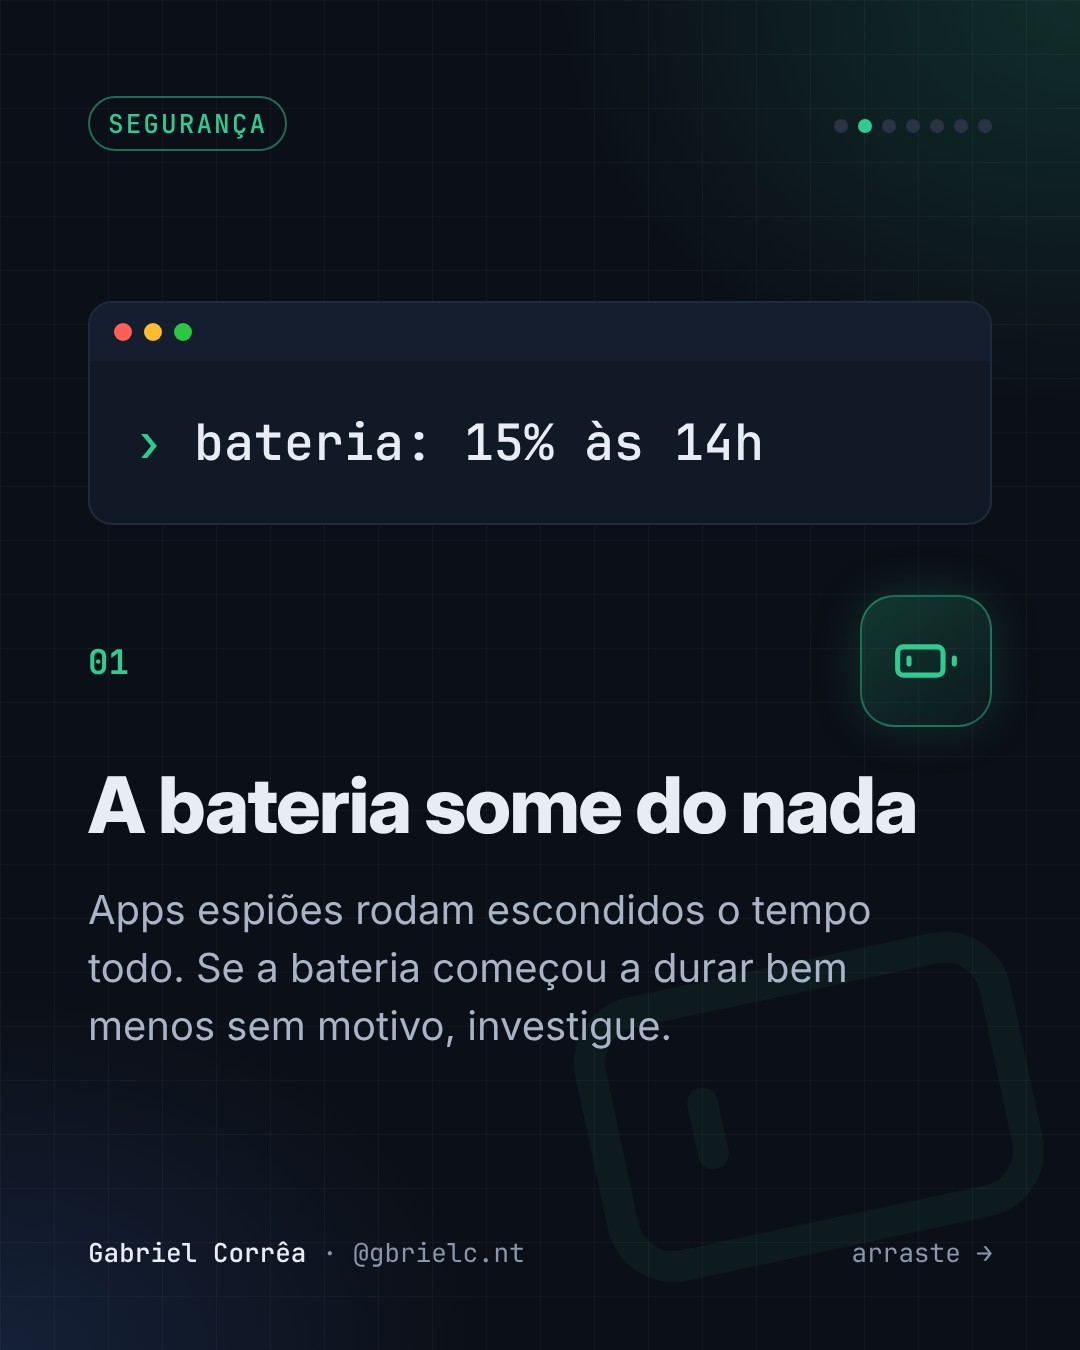 SEGURANÇA
› bateria: 15% às 14h
01
A bateria some do nada
Apps espiões rodam escondidos o tempo
todo. Se a bateria começou a durar bem
menos sem motivo, investigue.
Gabriel Corrêa · @gbrielc.nt
arraste →